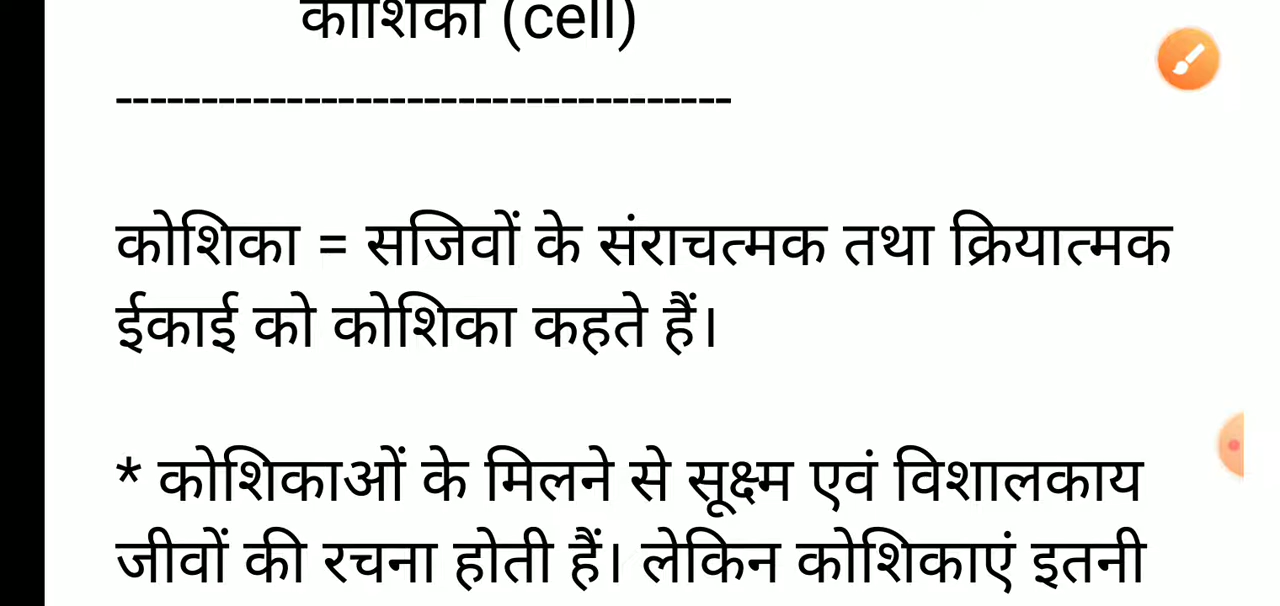 कोशिका (cell)
------------------------------------
कोशिका = सजिवों के संराचत्मक तथा क्रियात्मक
ईकाई को कोशिका कहते हैं।
* कोशिकाओं के मिलने से सूक्ष्म एवं विशालकाय
जीवों की रचना होती हैं। लेकिन कोशिकाएं इतनी